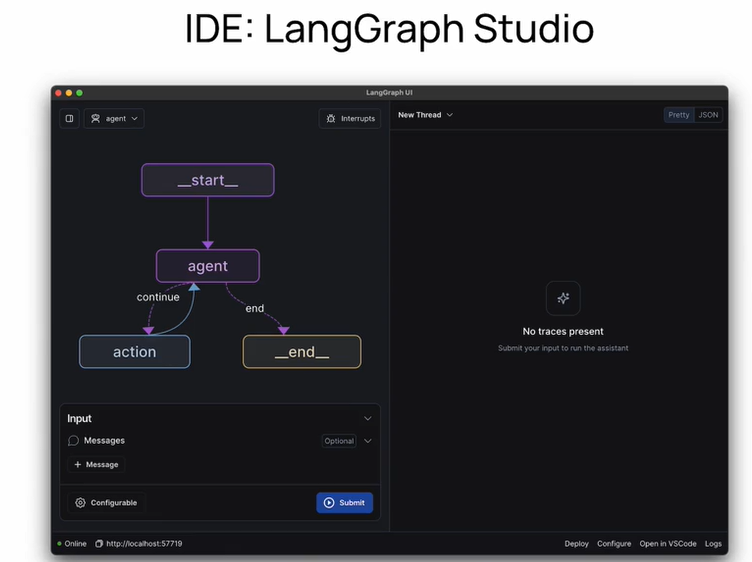 IDE: LangGraph Studio
LangGraph UI
agent
Interrupts
New Thread
Pretty
JSON
__start__
agent
continue
end
action
__end__
No traces present
Submit your input to run the assistant
Input
Messages
Optional
+ Message
Configurable
Submit
Online
http://localhost:57719
Deploy
Configure
Open in VSCode
Logs